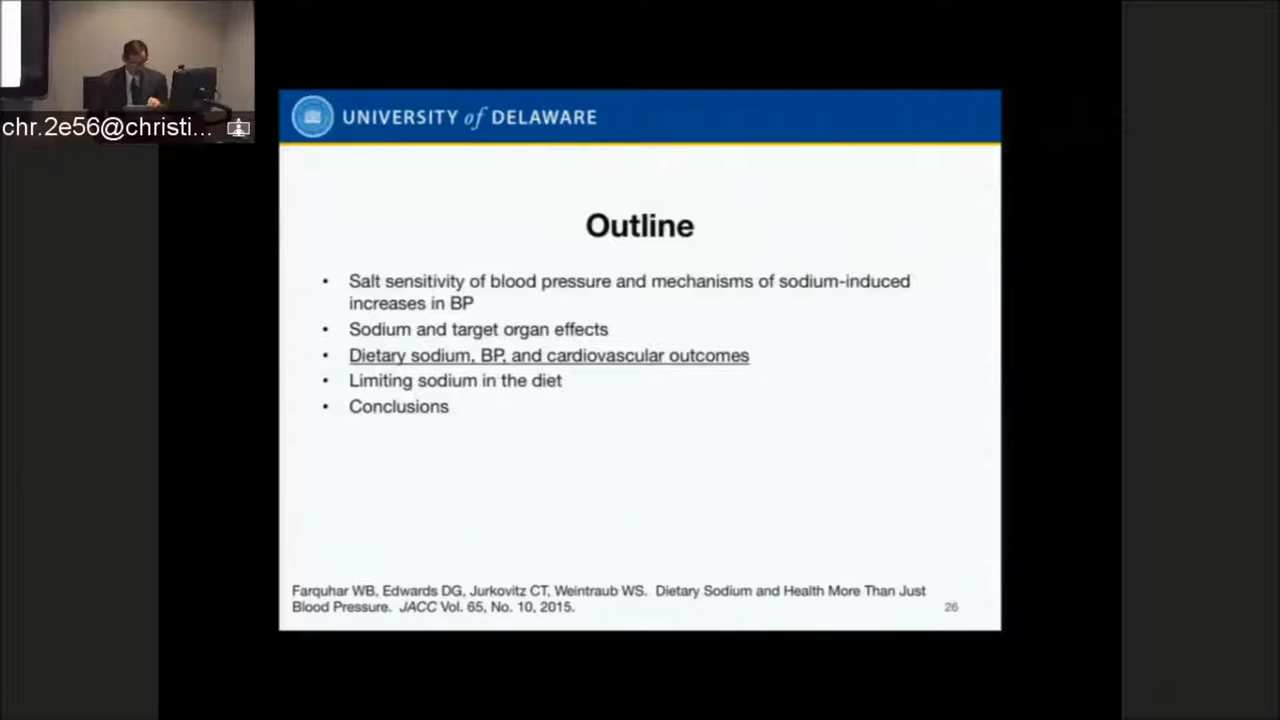 chr.2e56@christi...
UNIVERSITY of DELAWARE
Outline
• Salt sensitivity of blood pressure and mechanisms of sodium-induced
increases in BP
• Sodium and target organ effects
• Dietary sodium, BP, and cardiovascular outcomes
• Limiting sodium in the diet
• Conclusions
Farquhar WB, Edwards DG, Jurkovitz CT, Weintraub WS. Dietary Sodium and Health More Than Just
Blood Pressure. JACC Vol. 65, No. 10, 2015.
26